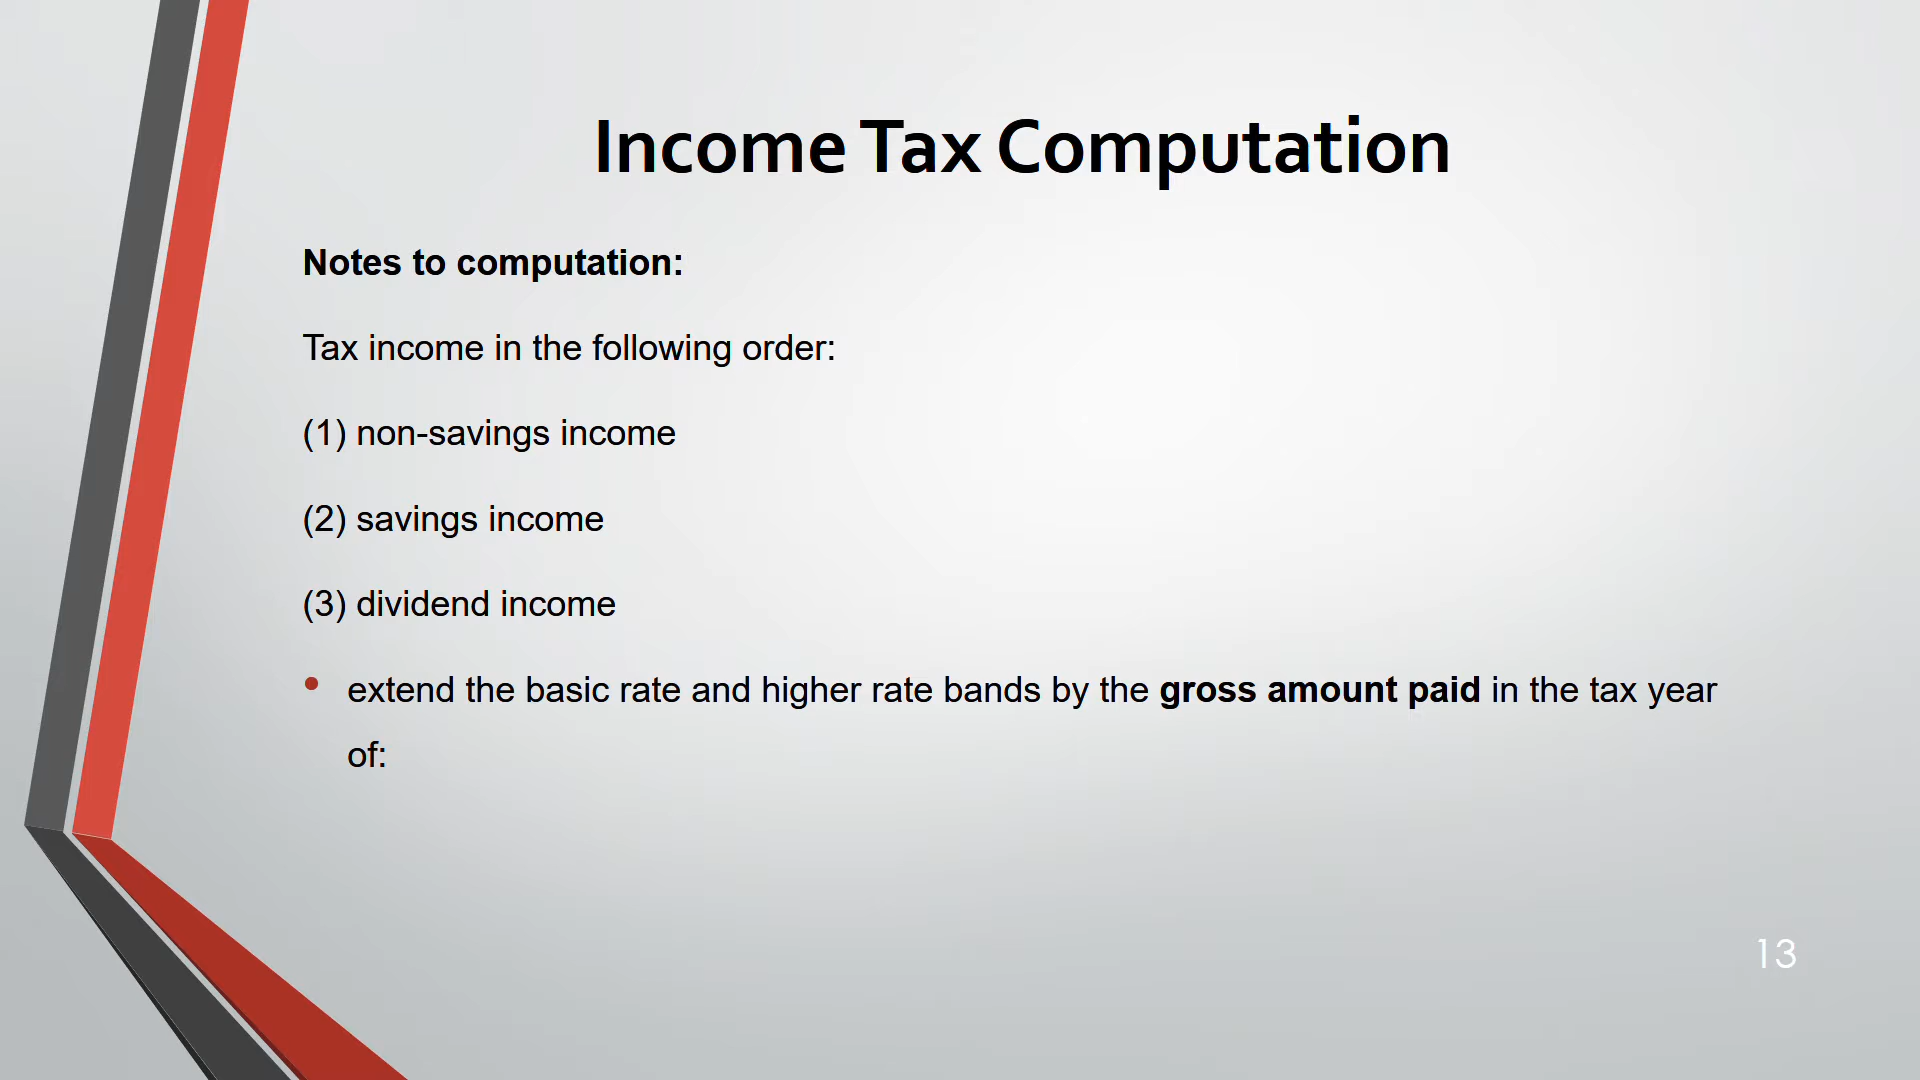 Income Tax Computation
Notes to computation:
Tax income in the following order:
(1) non-savings income
(2) savings income
(3) dividend income
• extend the basic rate and higher rate bands by the gross amount paid in the tax year
of:
13